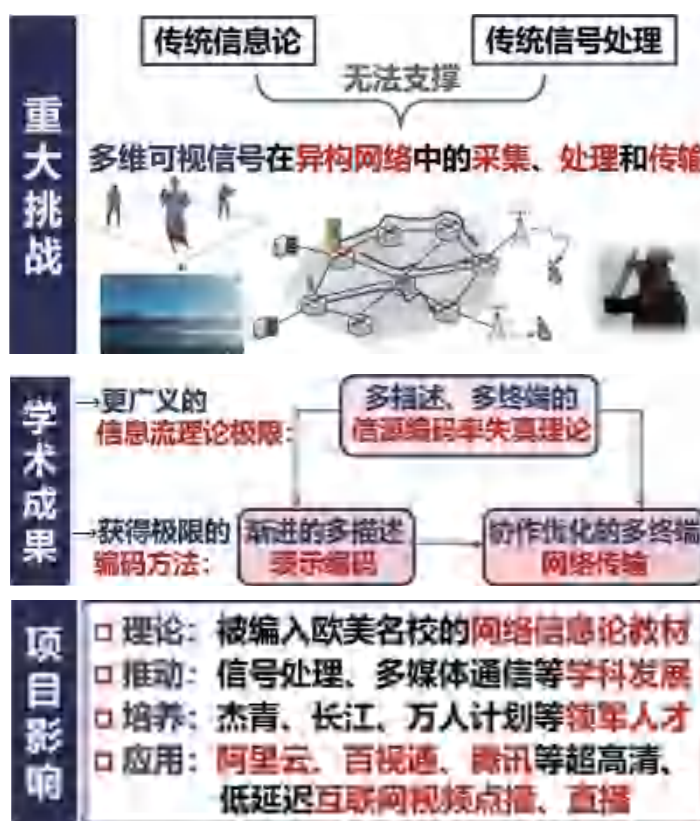 重大挑战
传统信息论
传统信号处理
无法支撑
多维可视信号在异构网络中的采集、处理和传输
学术成果
→更广义的
信息流理论极限：
多描述、多终端的
信源编码率失真理论
→获得极限的
编码方法：
渐进的多描述
表示编码
协作优化的多终端
网络传输
项目影响
理论：被编入欧美名校的网络信息论教材
推动：信号处理、多媒体通信等学科发展
培养：杰青、长江、万人计划等领军人才
应用：阿里云、百视通、腾讯等超高清、
低延迟互联网视频点播、直播